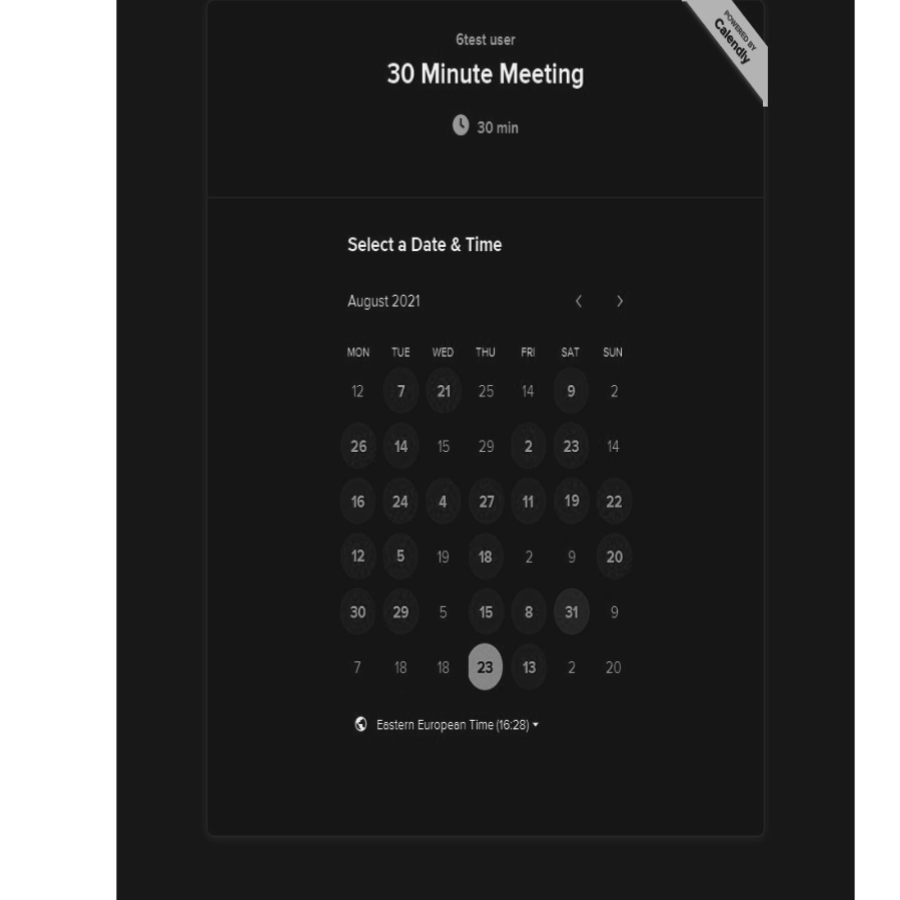 POWERED BY
Calendly
6test user
30 Minute Meeting
30 min
Select a Date & Time
August 2021
MON TUE WED THU FRI SAT SUN
12 7 21 25 14 9 2
26 14 15 29 2 23 14
16 24 4 27 11 19 22
12 5 19 18 2 9 20
30 29 5 15 8 31 9
7 18 18 23 13 2 20
Eastern European Time (16:28)